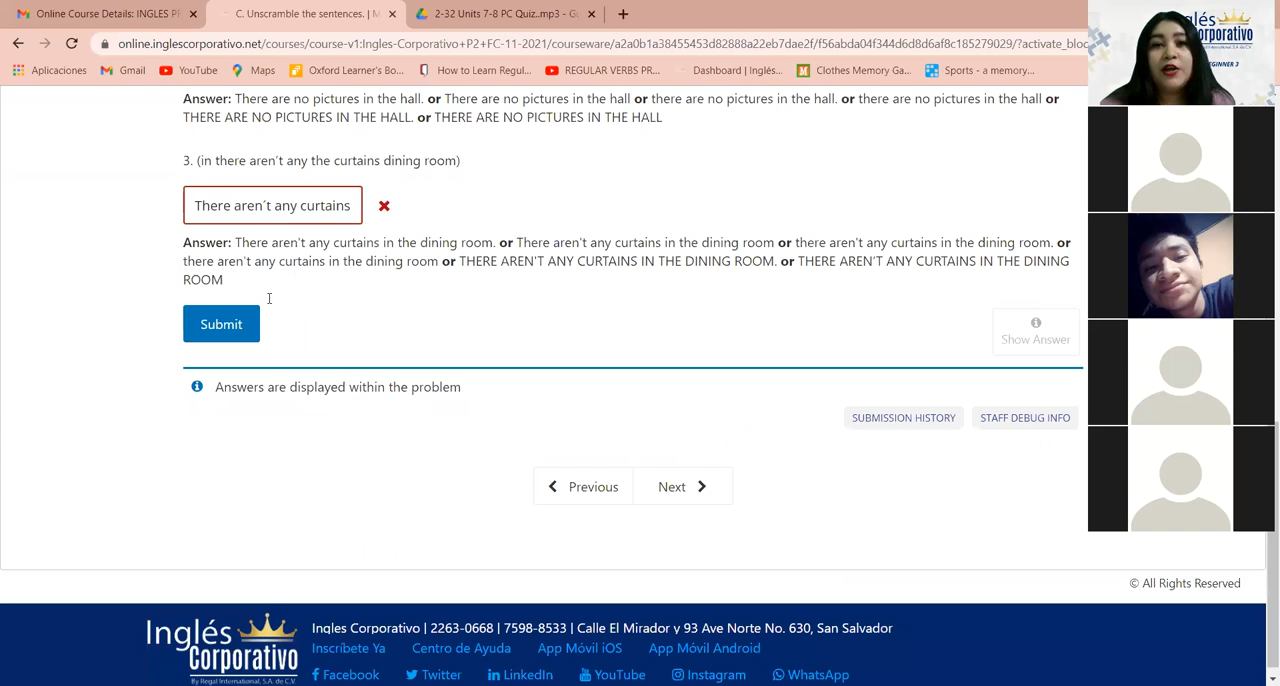 Online Course Details: INGLES PF
C. Unscramble the sentences. | M
2-32 Units 7-8 PC Quiz..mp3 - Go
online.inglescorporativo.net/courses/course-v1:Ingles-Corporativo+P2+FC-11-2021/courseware/a2a0b1a38455453d82888a22eb7dae2f/f56abda04f344d6d8d6af8c185279029/?activate_bloc
Aplicaciones
Gmail
YouTube
Maps
Oxford Learner's Bo...
How to Learn Regul...
REGULAR VERBS PR...
Dashboard | Inglés...
Clothes Memory Ga...
Sports - a memory...
Answer: There are no pictures in the hall. or There are no pictures in the hall or there are no pictures in the hall. or there are no pictures in the hall or
THERE ARE NO PICTURES IN THE HALL. or THERE ARE NO PICTURES IN THE HALL
3. (in there aren't any the curtains dining room)
There aren´t any curtains
Answer: There aren't any curtains in the dining room. or There aren't any curtains in the dining room or there aren't any curtains in the dining room. or
there aren't any curtains in the dining room or THERE AREN'T ANY CURTAINS IN THE DINING ROOM. or THERE AREN'T ANY CURTAINS IN THE DINING
ROOM
Submit
Show Answer
Answers are displayed within the problem
SUBMISSION HISTORY
STAFF DEBUG INFO
Previous
Next
© All Rights Reserved
Inglés
Corporativo
By Regal International, S.A. de C.V.
Ingles Corporativo | 2263-0668 | 7598-8533 | Calle El Mirador y 93 Ave Norte No. 630, San Salvador
Inscríbete Ya
Centro de Ayuda
App Móvil iOS
App Móvil Android
Facebook
Twitter
LinkedIn
YouTube
Instagram
WhatsApp